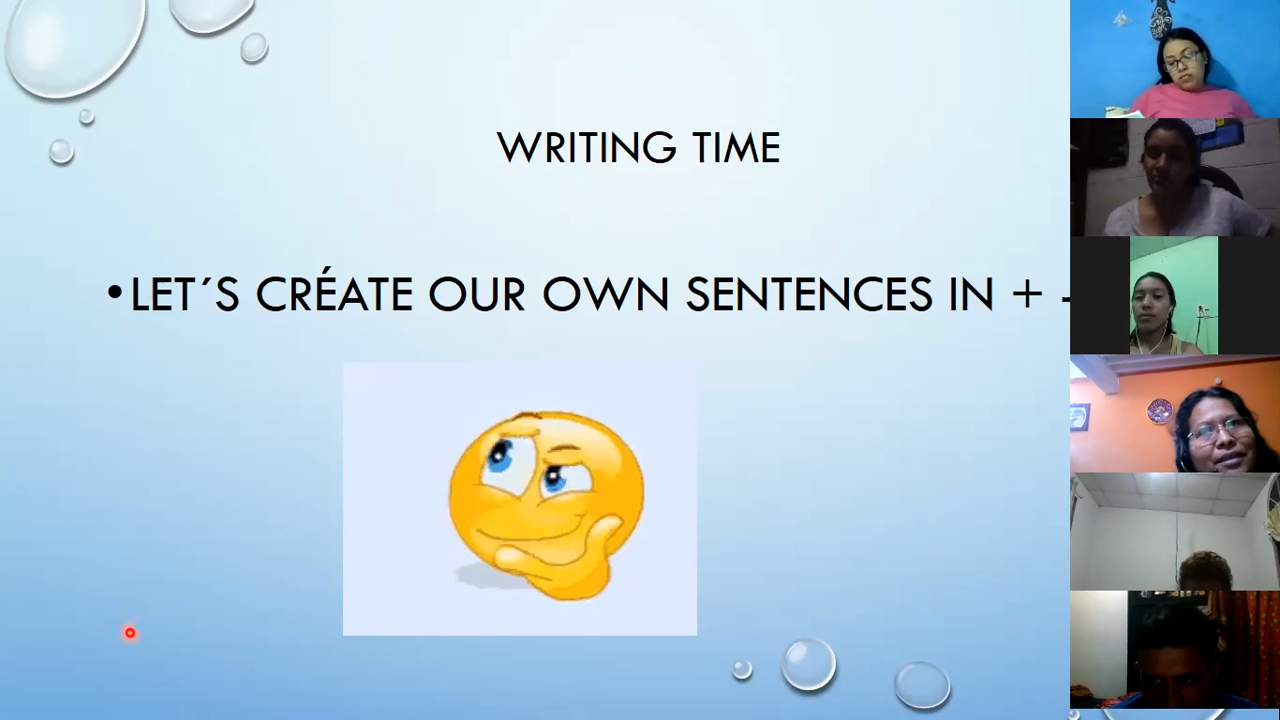 WRITING TIME
•LET´S CRÉATE OUR OWN SENTENCES IN + -